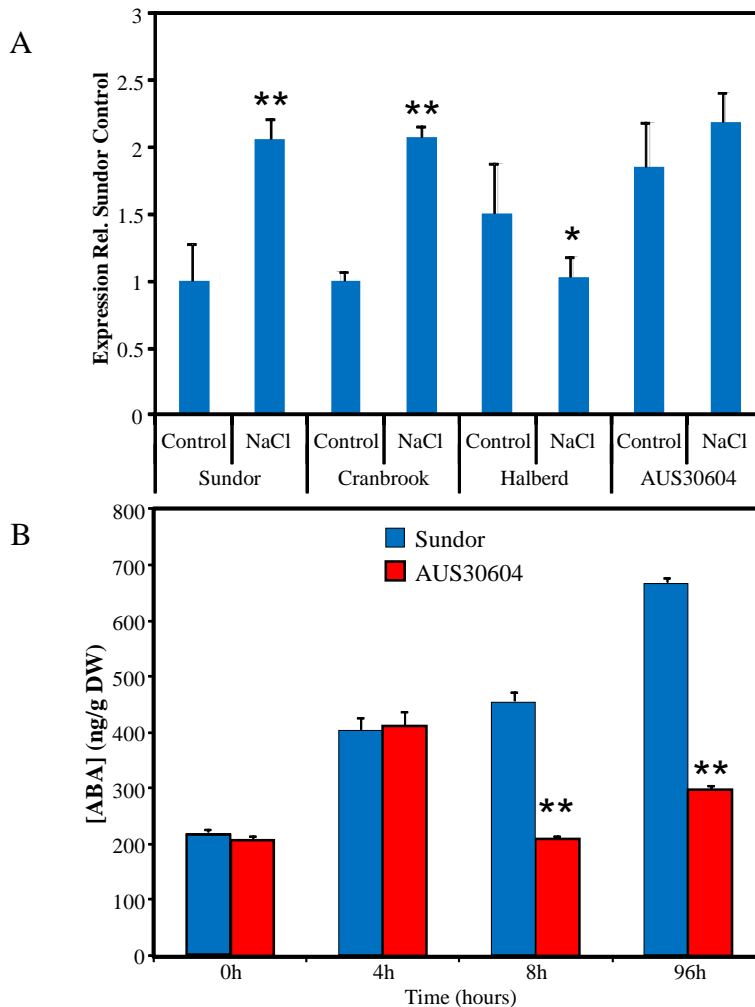 A
Expression Rel. Sundor Control
3
2.5
2
1.5
1
0.5
0
** ** *
Control NaCl Control NaCl Control NaCl Control NaCl
Sundor Cranbrook Halberd AUS30604
B
[ABA] (ng/g DW)
800
700
600
500
400
300
200
100
0
Sundor
AUS30604
** **
0h 4h 8h 96h
Time (hours)